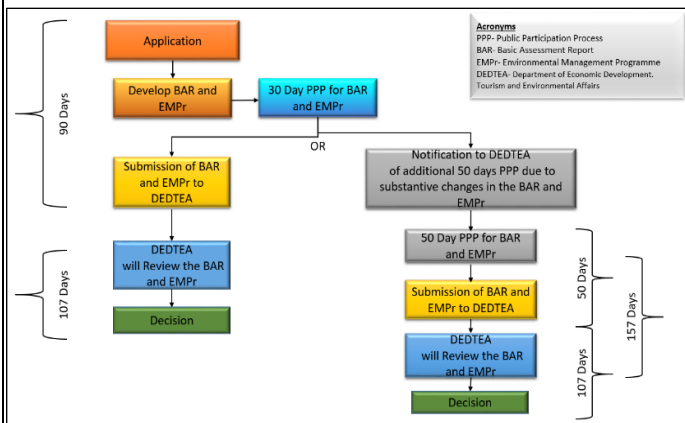 Acronyms
PPP- Public Participation Process
BAR- Basic Assessment Report
EMPr- Environmental Management Programme
DEDTEA- Department of Economic Development.
Tourism and Environmental Affairs
Application
Develop BAR and
EMPr
30 Day PPP for BAR
and EMPr
90 Days
OR
Submission of BAR
and EMPr to
DEDTEA
Notification to DEDTEA
of additional 50 days PPP due to
substantive changes in the BAR and
EMPr
DEDTEA
will Review the BAR
and EMPr
107 Days
Decision
50 Day PPP for BAR
and EMPr
50 Days
Submission of BAR and
EMPr to DEDTEA
157 Days
DEDTEA
will Review the BAR
and EMPr
107 Days
Decision